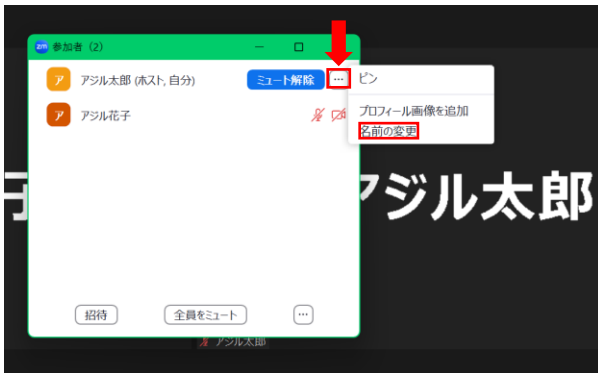 zm 参加者 (2)
ア アジル太郎 (ホスト, 自分) ミュート解除 …
ア アジル花子
ピン
プロフィール画像を追加
名前の変更
子 アジル太郎
招待 全員をミュート …
アジル太郎